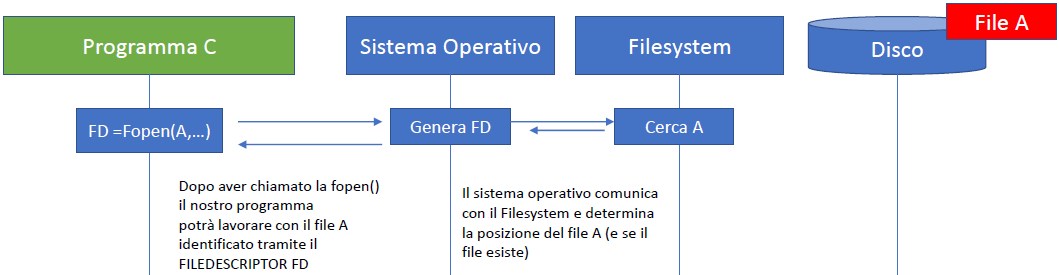 Programma C
Sistema Operativo
Filesystem
Disco
File A
FD =Fopen(A,...)
Genera FD
Cerca A
Dopo aver chiamato la fopen()
il nostro programma
potrà lavorare con il file A
identificato tramite il
FILEDESCRIPTOR FD
Il sistema operativo comunica
con il Filesystem e determina
la posizione del file A (e se il
file esiste)